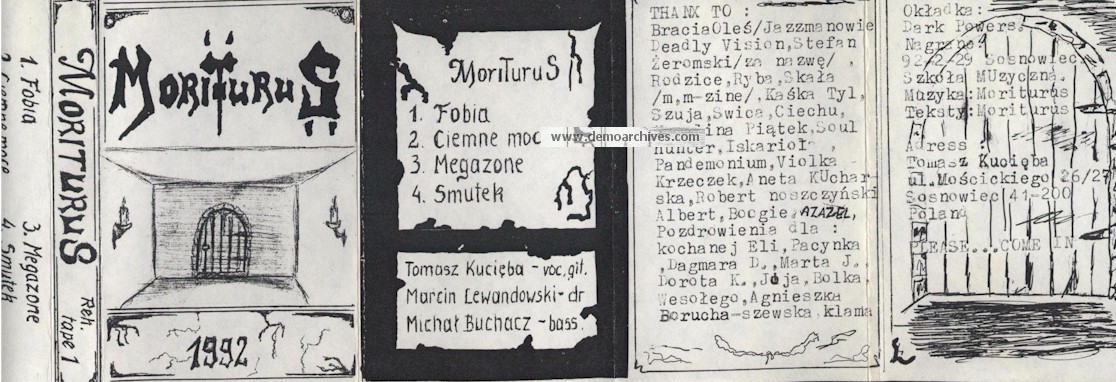 1. Fobia
3. Megazone
4. Smutek
MORITURUS
Reh.
tape 1
MORITURUS
1992
MoriTuruS
1. Fobia
2. Ciemne moc
3. Megazone
4. Smutek
www.demoarchives.com
Tomasz Kucięba - voc, git.
Marcin Lewandowski - dr
Michał Buchacz - bass.
THANX TO :
BraciaOleś/Jazzmanowie
Deadly Vision,Stefan
Żeromski/za nazwę/ ,
Rodzice,Ryba,Skała
/m,m-zine/,Kaśka Tyl,
Szuja,Swica,Ciechu,
ina Piątek,Soul
Hunter,Iskariot ,
Pandemonium,Violka
Krzeczek,Aneta KUchar-
ska,Robert noszczyński
Albert,Boogie,AZAZEL,
Pozdrowienia dla :
kochanej Eli,Pacynka
,Dagmara D.,Marta J.
Dorota K.,Jája,Bolka,
Wesołego,Agnieszka
Borucha-szewska,klama
Okładka:
Dark Powers.
Nagrano:
92-2-29 Sosnowiec
Szkoła MUzyczna.
Muzyka:Moriturus
Teksty:Moriturus
Adress :
Tomasz Kucięba
ul.Mościckiego 26/27
Sosnowiec 41-200
Poland
PLEASE...COME IN